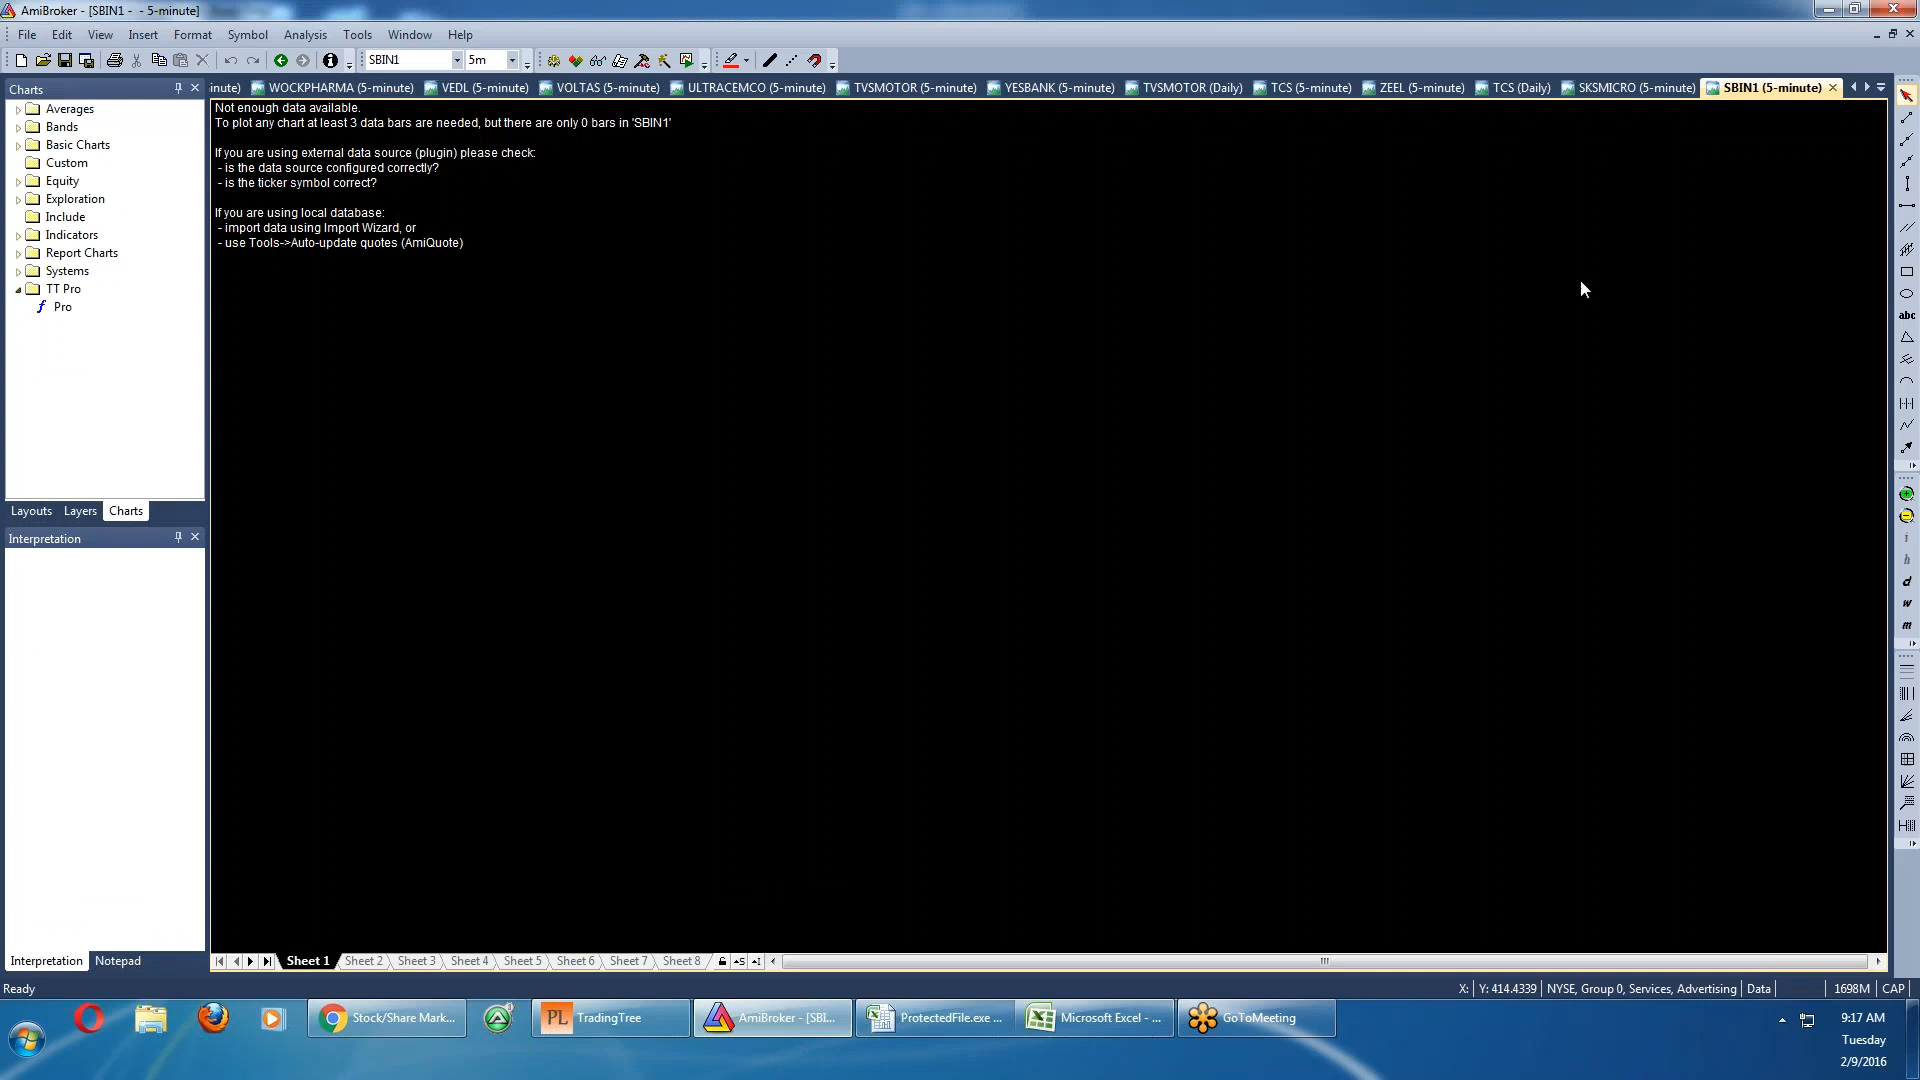 AmiBroker - [SBIN1 - - 5-minute]
File Edit View Insert Format Symbol Analysis Tools Window Help
SBIN1 5m
Charts
inute) WOCKPHARMA (5-minute) VEDL (5-minute) VOLTAS (5-minute) ULTRACEMCO (5-minute) TVSMOTOR (5-minute) YESBANK (5-minute) TVSMOTOR (Daily) TCS (5-minute) ZEEL (5-minute) TCS (Daily) SKSMICRO (5-minute) SBIN1 (5-minute)
Averages
Bands
Basic Charts
Custom
Equity
Exploration
Include
Indicators
Report Charts
Systems
TT Pro
Pro
Layouts Layers Charts
Not enough data available.
To plot any chart at least 3 data bars are needed, but there are only 0 bars in 'SBIN1'
If you are using external data source (plugin) please check:
- is the data source configured correctly?
- is the ticker symbol correct?
If you are using local database:
- import data using Import Wizard, or
- use Tools->Auto-update quotes (AmiQuote)
abc
i
h
d
w
m
Interpretation
Interpretation Notepad
Sheet 1 Sheet 2 Sheet 3 Sheet 4 Sheet 5 Sheet 6 Sheet 7 Sheet 8
Ready
X: Y: 414.4339 NYSE, Group 0, Services, Advertising Data 1698M CAP
Stock/Share Mark... PL TradingTree AmiBroker - [SBI... ProtectedFile.exe ... Microsoft Excel - ... GoToMeeting
9:17 AM
Tuesday
2/9/2016